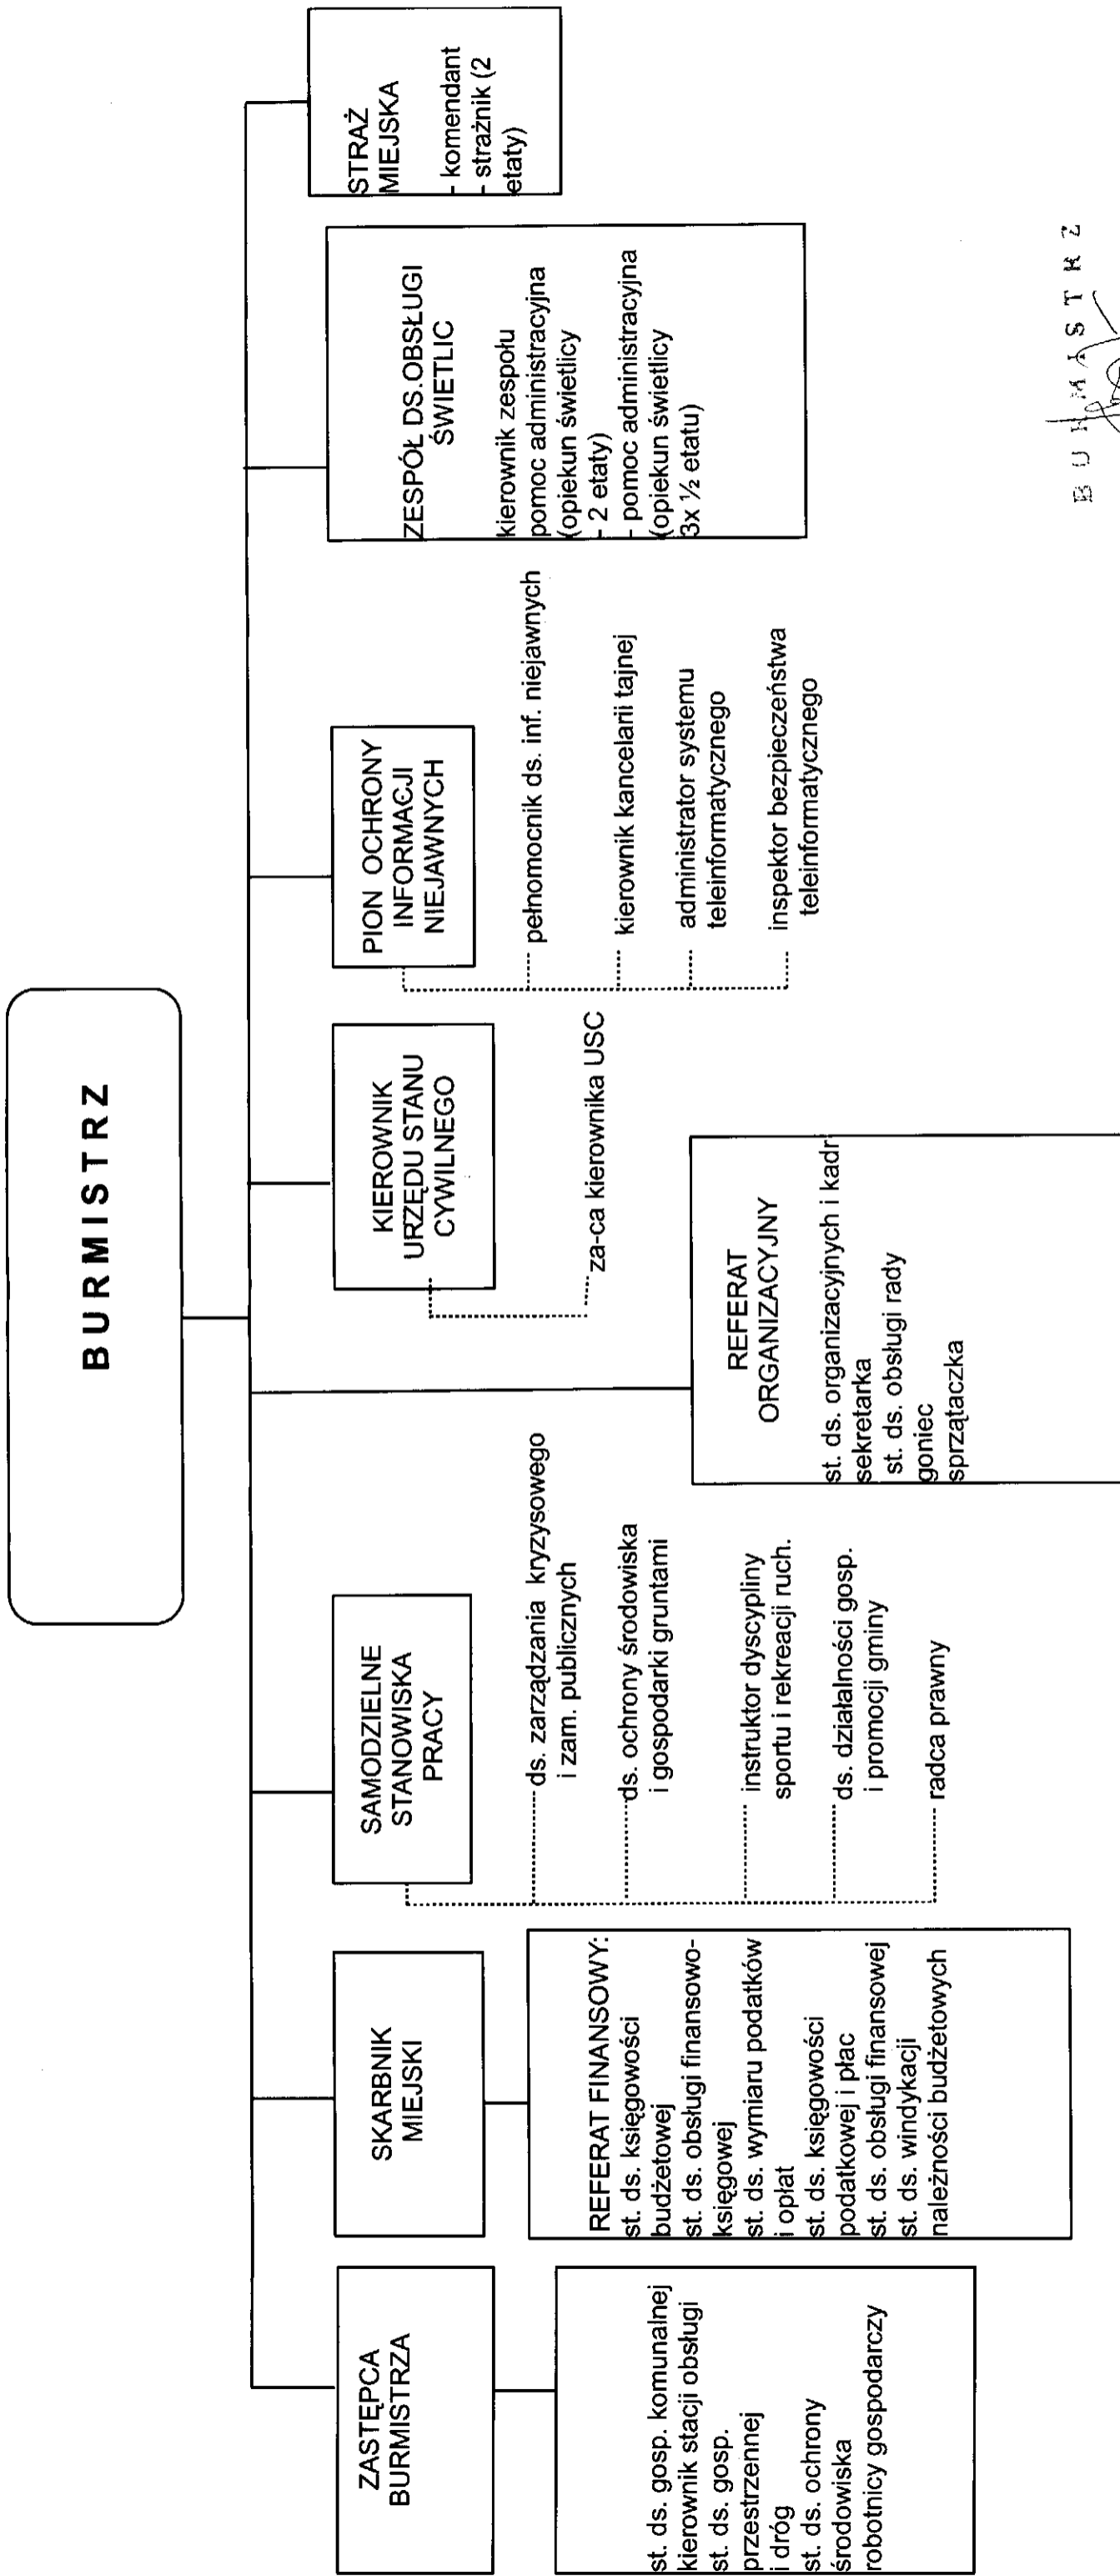 BURMISTRZ
ZASTĘPCA
BURMISTRZA
st. ds. gosp. komunalnej
kierownik stacji obsługi
st. ds. gosp.
przestrzennej
i dróg
st. ds. ochrony
środowiska
robotnicy gospodarczy
SKARBNIK
MIEJSKI
REFERAT FINANSOWY:
st. ds. księgowości
budżetowej
st. ds. obsługi finansowo-
księgowej
st. ds. wymiaru podatków
i opłat
st. ds. księgowości
podatkowej i płac
st. ds. obsługi finansowej
st. ds. windykacji
należności budżetowych
SAMODZIELNE
STANOWISKA
PRACY
ds. zarządzania kryzysowego
i zam. publicznych
ds. ochrony środowiska
i gospodarki gruntami
instruktor dyscypliny
sportu i rekreacji ruch.
ds. działalności gosp.
i promocji gminy
radca prawny
REFERAT
ORGANIZACYJNY
st. ds. organizacyjnych i kadr
sekretarka
st. ds. obsługi rady
goniec
sprzątaczka
KIEROWNIK
URZĘDU STANU
CYWILNEGO
za-ca kierownika USC
PION OCHRONY
INFORMACJI
NIEJAWNYCH
pełnomocnik ds. inf. niejawnych
kierownik kancelarii tajnej
administrator systemu
teleinformatycznego
inspektor bezpieczeństwa
teleinformatycznego
ZESPÓŁ DS.OBSŁUGI
ŚWIETLIC
kierownik zespołu
pomoc administracyjna
(opiekun świetlicy
- 2 etaty)
- pomoc administracyjna
(opiekun świetlicy
3x ½ etatu)
STRAŻ
MIEJSKA
- komendant
- strażnik (2
etaty)
BURMISTRZ